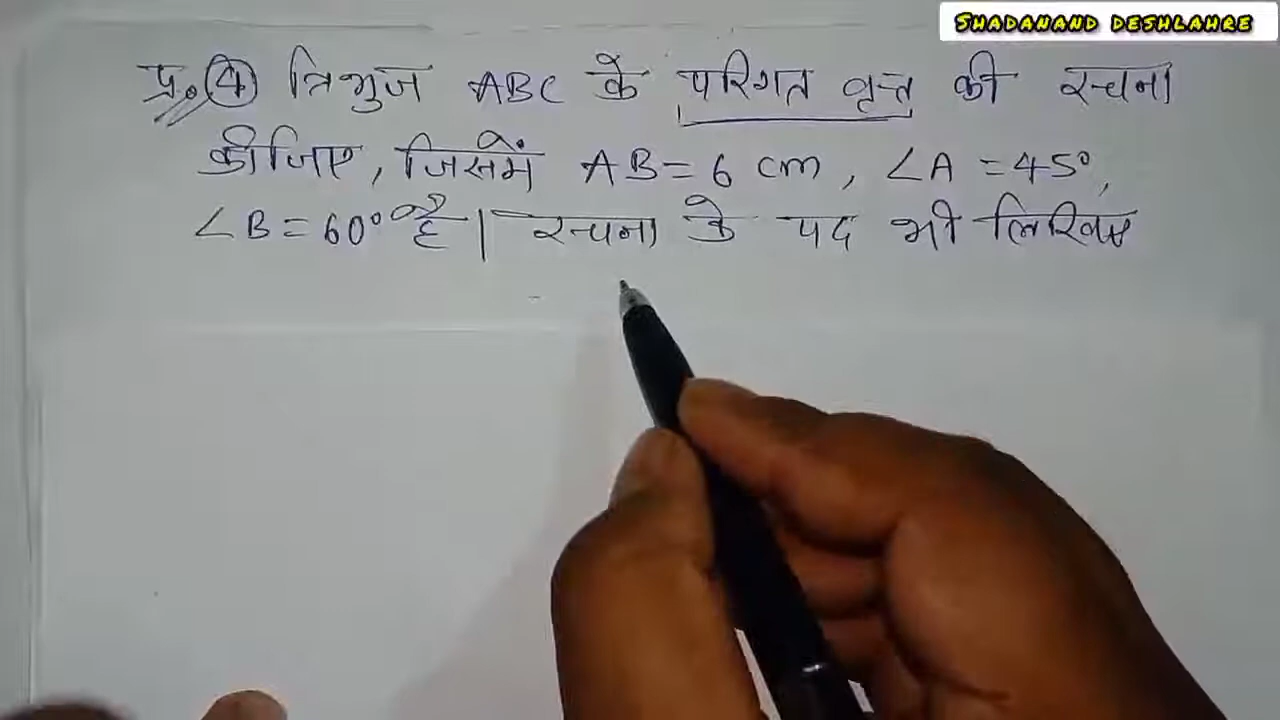 SHADANAND DESHLAHRE
प्र.④ त्रिभुज ABC के परिगत वृत्त की रचना
कीजिए, जिसमें AB = 6 cm, ∠A = 45°,
∠B = 60° है। रचना के पद भी लिखिए